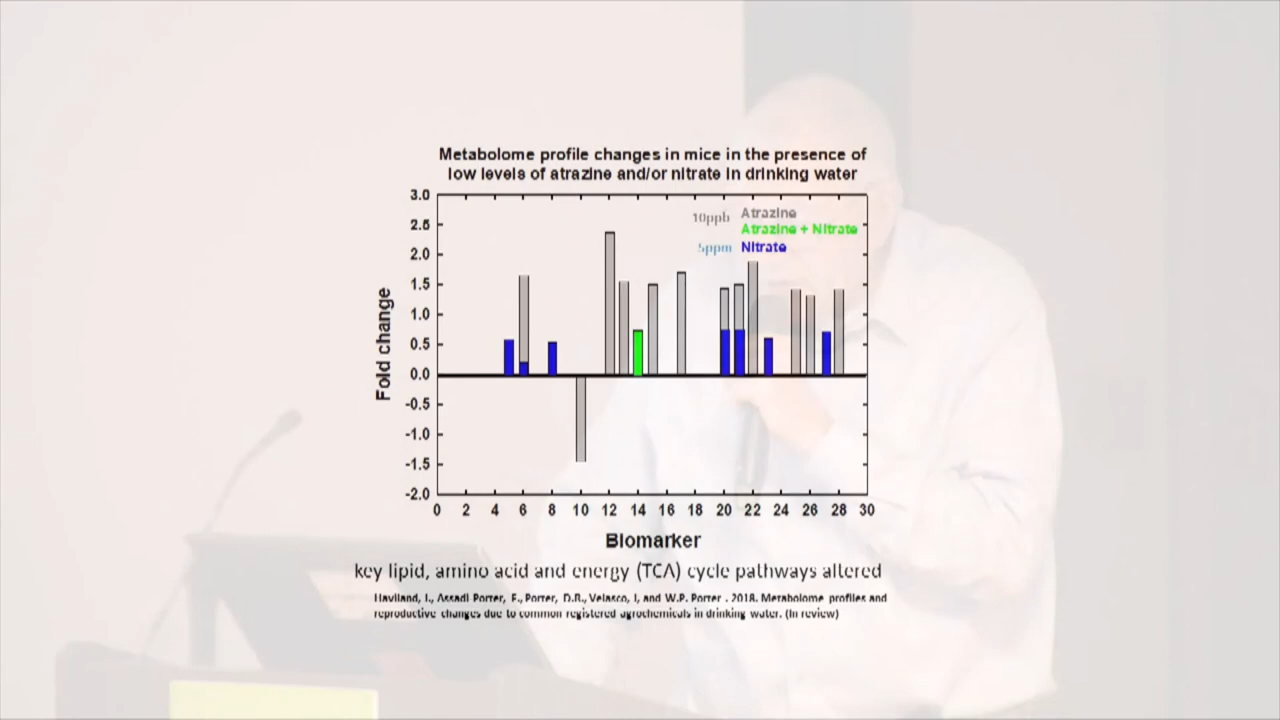 Metabolome profile changes in mice in the presence of
low levels of atrazine and/or nitrate in drinking water
3.0
2.5
2.0
1.5
1.0
0.5
0.0
-0.5
-1.0
-1.5
-2.0
Fold change
10ppb Atrazine
Atrazine + Nitrate
5ppm Nitrate
0 2 4 6 8 10 12 14 16 18 20 22 24 26 28 30
Biomarker
key lipid, amino acid and energy (TCA) cycle pathways altered
Haviland, J., Assadi Porter, F., Porter, D.R., Velasco, J, and W.P. Porter . 2018. Metabolome profiles and
reproductive changes due to common registered agrochemicals in drinking water. (In review)